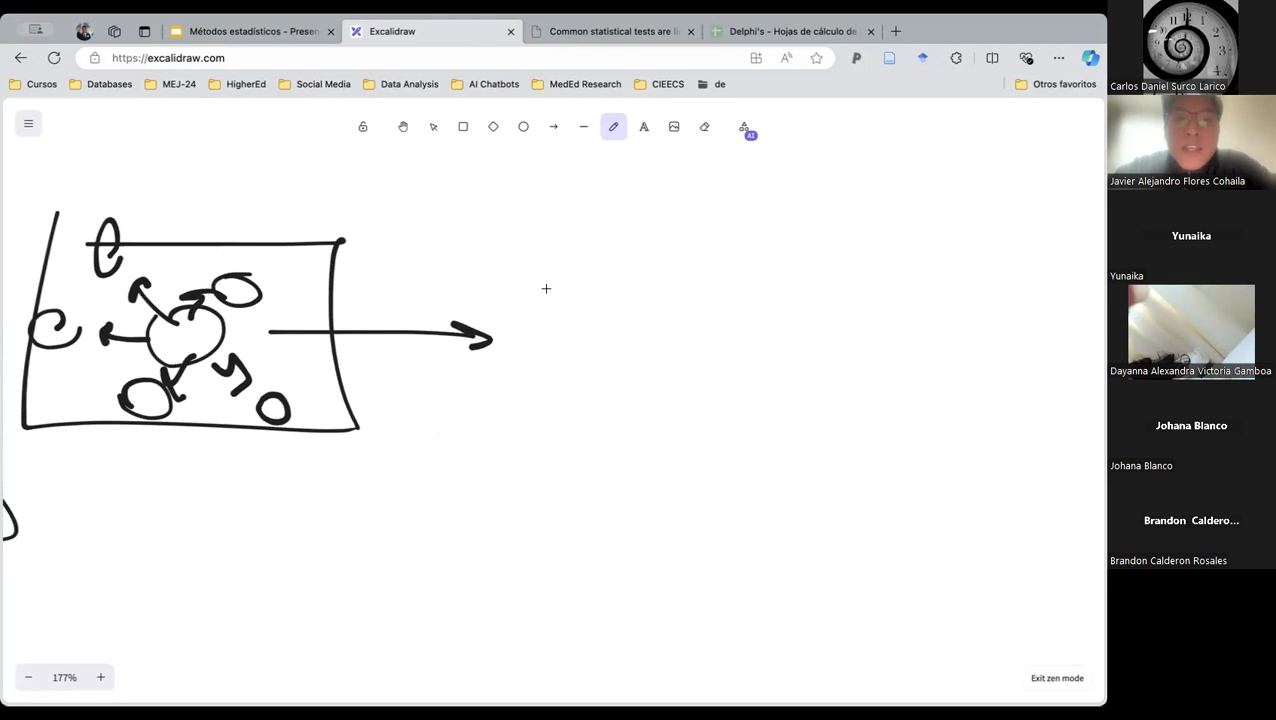 Métodos estadísticos. - Presen
Excalidraw
Common statistical tests are li
Delphi's - Hojas de cálculo de
https://excalidraw.com
Cursos
Databases
MEJ-24
HigherEd
Social Media
Data Analysis
AI Chatbots
MedEd Research
CIEECS
de
Otros favoritos
AI
177%
Exit zen mode
Carlos Daniel Surco Larico
Javier Alejandro Flores Cohaila
Yunaika
Yunaika
Dayanna Alexandra Victoria Gamboa
Johana Blanco
Johana Blanco
Brandon Caldero...
Brandon Calderon Rosales